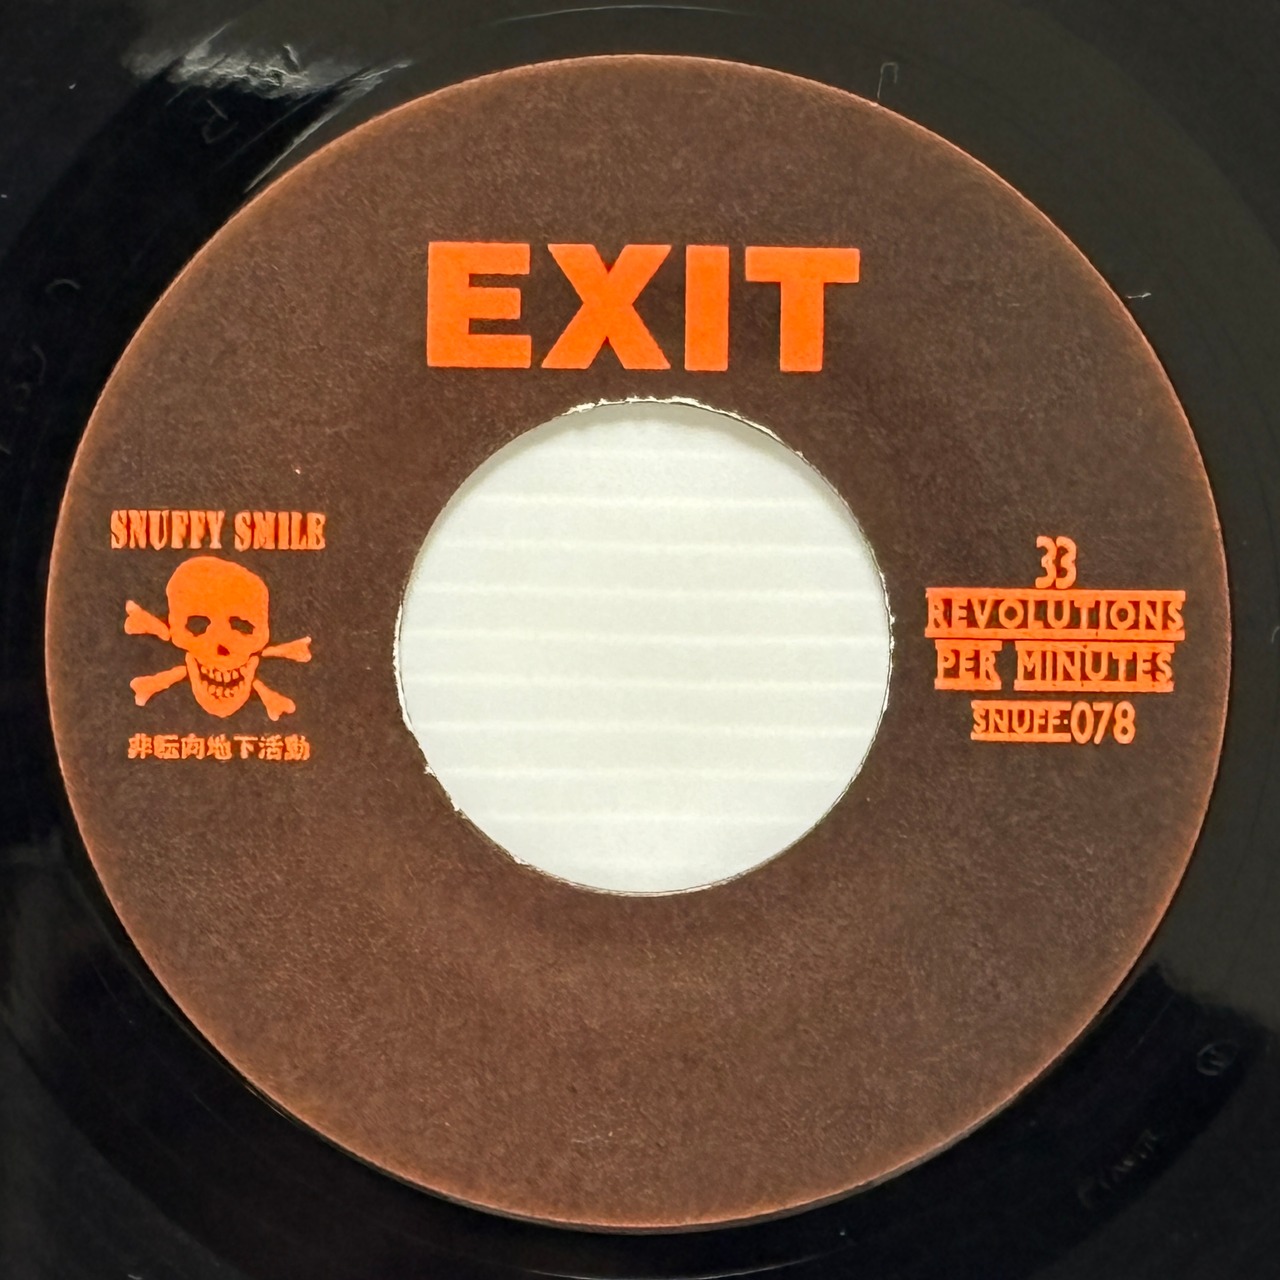 EXIT
SNUFFY SMILE
非転向地下活動
33
REVOLUTIONS
PER MINUTES
SNUFF-078